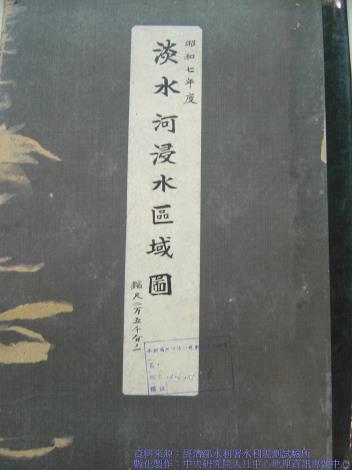 昭和七年度
淡水河浸水區域圖
縮尺二万五千分ノ一
資料來源：經濟部水利署水利規劃試驗所
版化製作：中央研究院人社中心地理資訊專題中心